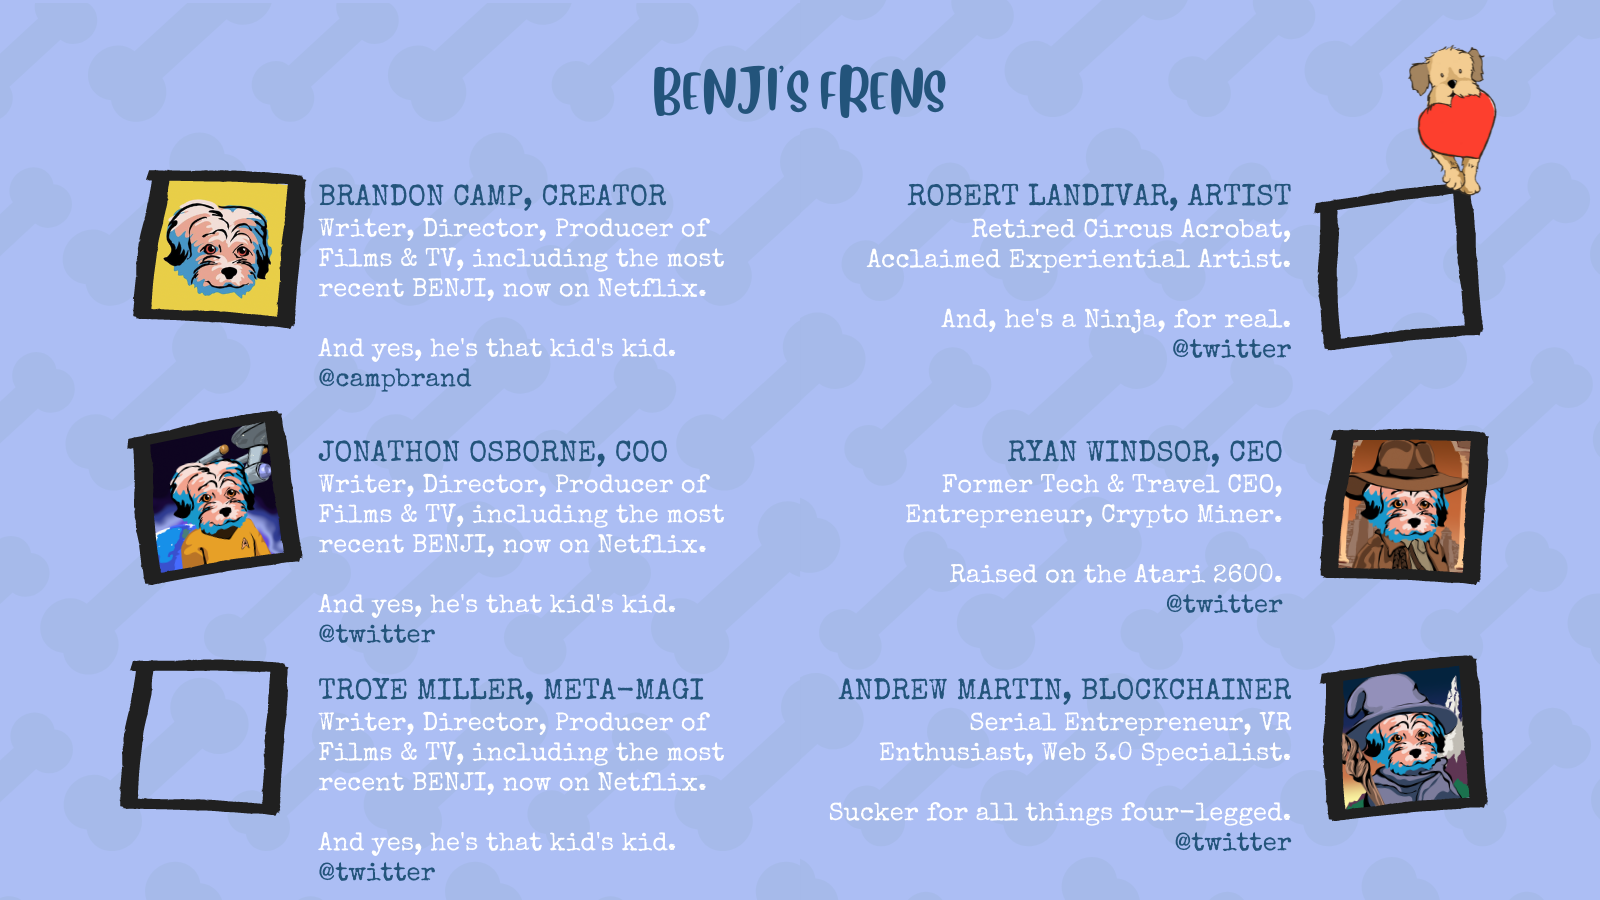 BENJI'S FRENS
BRANDON CAMP, CREATOR
Writer, Director, Producer of
Films & TV, including the most
recent BENJI, now on Netflix.
And yes, he's that kid's kid.
@campbrand
JONATHON OSBORNE, COO
Writer, Director, Producer of
Films & TV, including the most
recent BENJI, now on Netflix.
And yes, he's that kid's kid.
@twitter
TROYE MILLER, META-MAGI
Writer, Director, Producer of
Films & TV, including the most
recent BENJI, now on Netflix.
And yes, he's that kid's kid.
@twitter
ROBERT LANDIVAR, ARTIST
Retired Circus Acrobat,
Acclaimed Experiential Artist.
And, he's a Ninja, for real.
@twitter
RYAN WINDSOR, CEO
Former Tech & Travel CEO,
Entrepreneur, Crypto Miner.
Raised on the Atari 2600.
@twitter
ANDREW MARTIN, BLOCKCHAINER
Serial Entrepreneur, VR
Enthusiast, Web 3.0 Specialist.
Sucker for all things four-legged.
@twitter